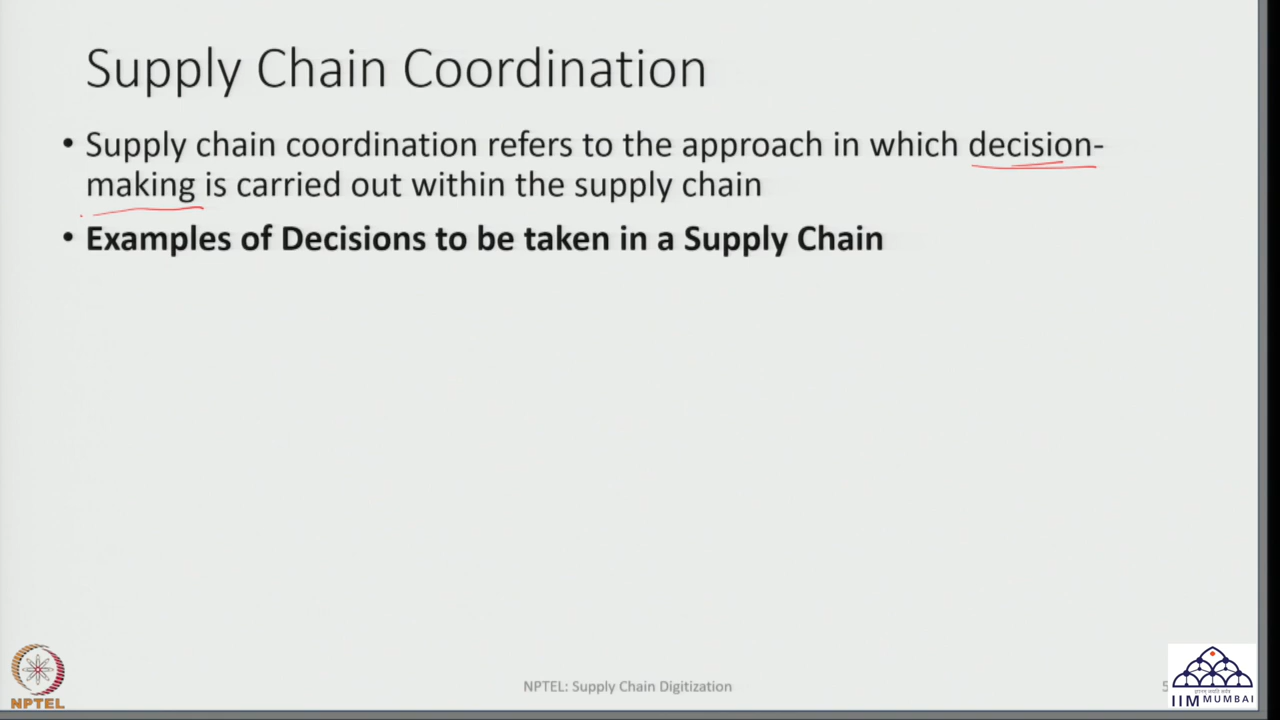 Supply Chain Coordination
• Supply chain coordination refers to the approach in which decision-
making is carried out within the supply chain
• Examples of Decisions to be taken in a Supply Chain
NPTEL
NPTEL: Supply Chain Digitization
IIM MUMBAI